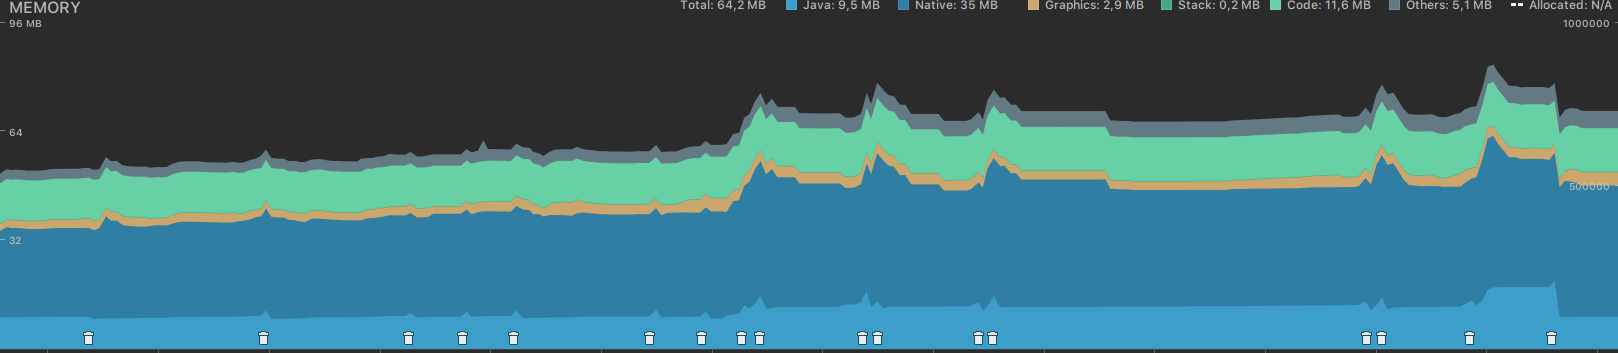 MEMORY Total: 64,2 MB Java: 9,5 MB Native: 35 MB Graphics: 2,9 MB Stack: 0,2 MB Code: 11,6 MB Others: 5,1 MB Allocated: N/A
96 MB 1000000
64
500000
32